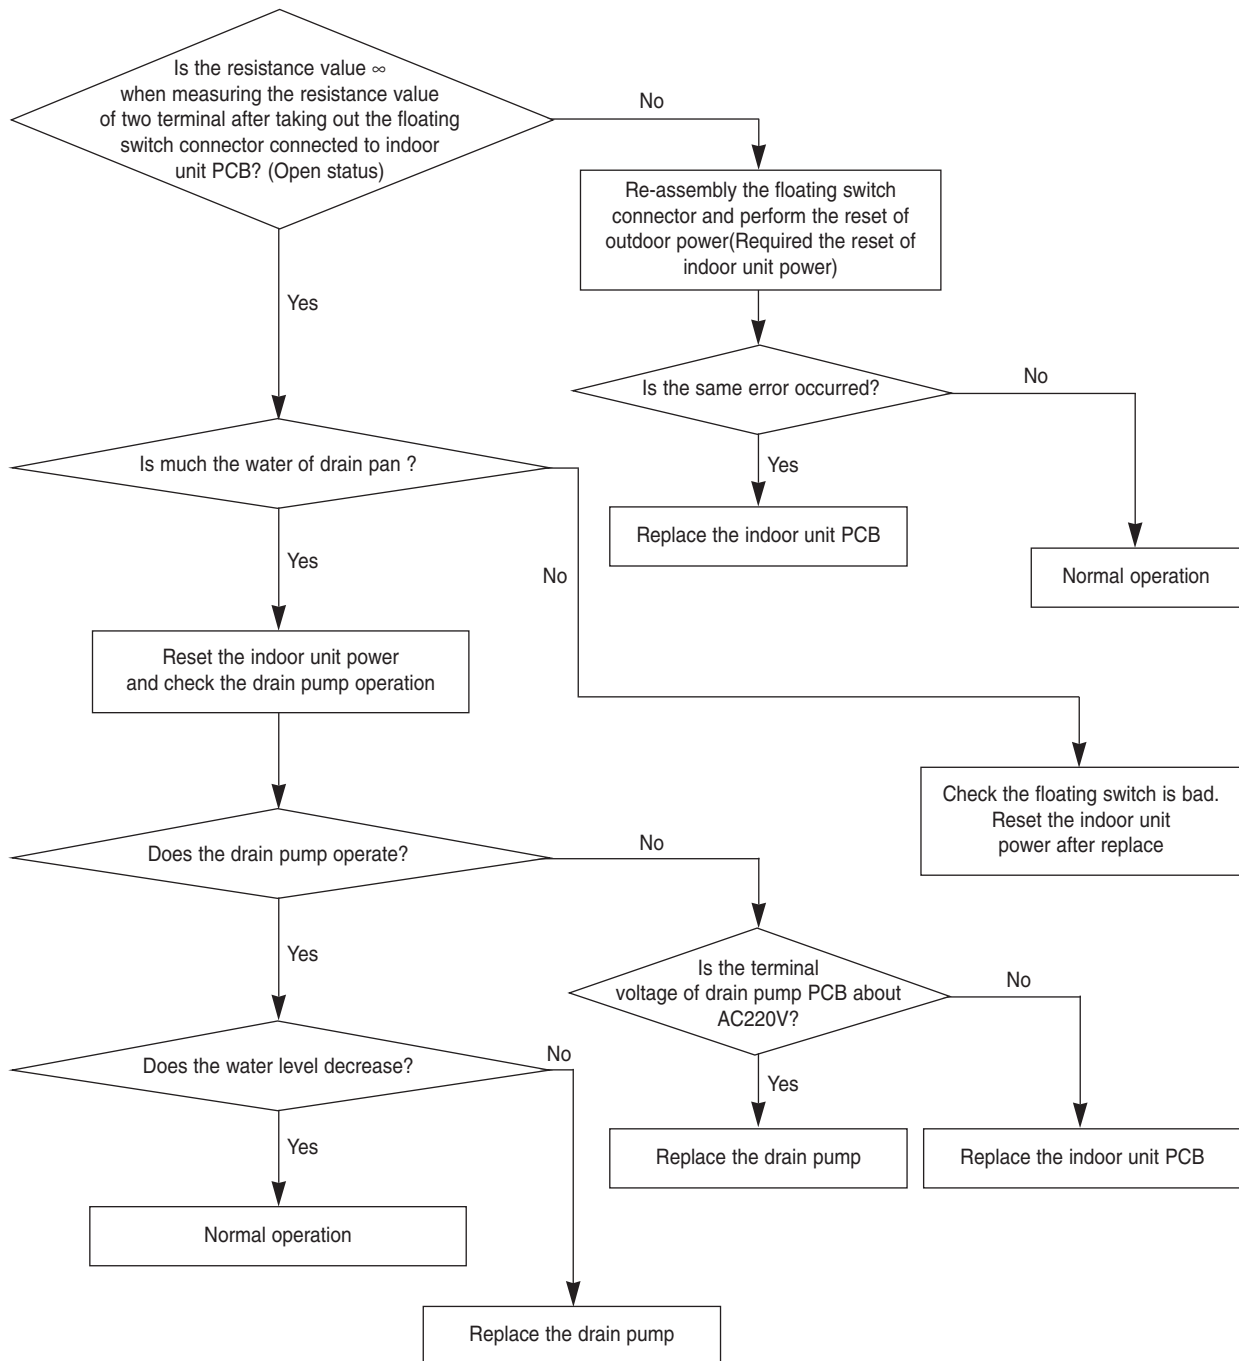 Is the resistance value ∞
when measuring the resistance value
of two terminal after taking out the floating
switch connector connected to indoor
unit PCB? (Open status)
No
Re-assembly the floating switch
connector and perform the reset of
outdoor power(Required the reset of
indoor unit power)
Yes
Is the same error occurred?
No
Is much the water of drain pan ?
Yes
Replace the indoor unit PCB
Yes
No
Normal operation
Reset the indoor unit power
and check the drain pump operation
Check the floating switch is bad.
Reset the indoor unit
power after replace
Does the drain pump operate?
No
Yes
Is the terminal
voltage of drain pump PCB about
AC220V?
No
Does the water level decrease?
No
Yes
Yes
Replace the drain pump
Replace the indoor unit PCB
Normal operation
Replace the drain pump